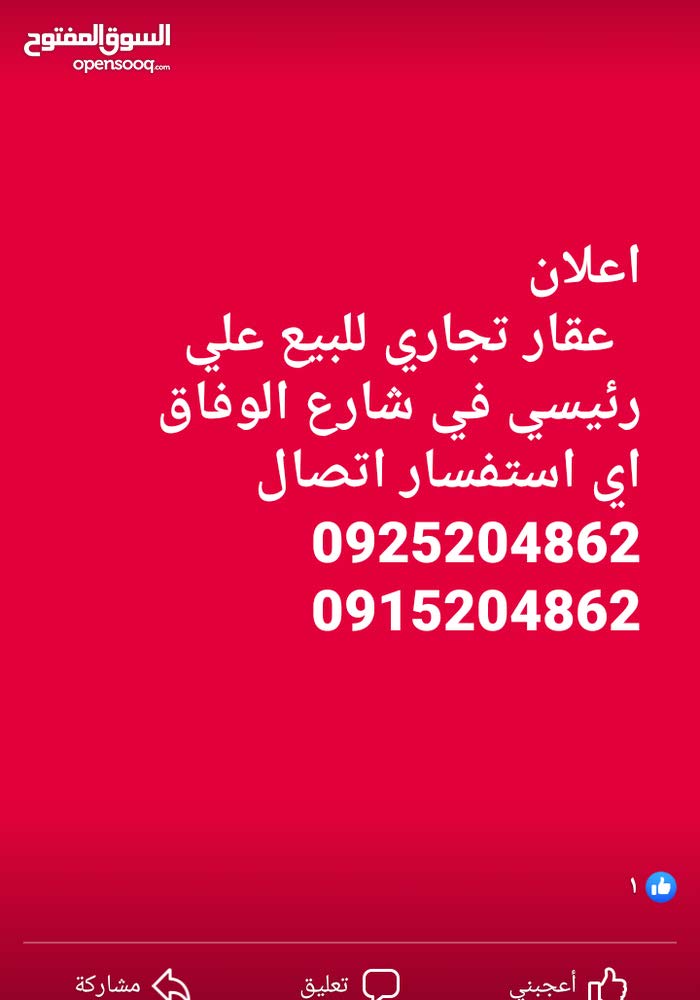 السوق المفتوح
opensooq.com
اعلان
عقار تجاري للبيع علي
رئيسي في شارع الوفاق
اي استفسار اتصال
0925204862
0915204862
١
أعجبني تعليق مشاركة